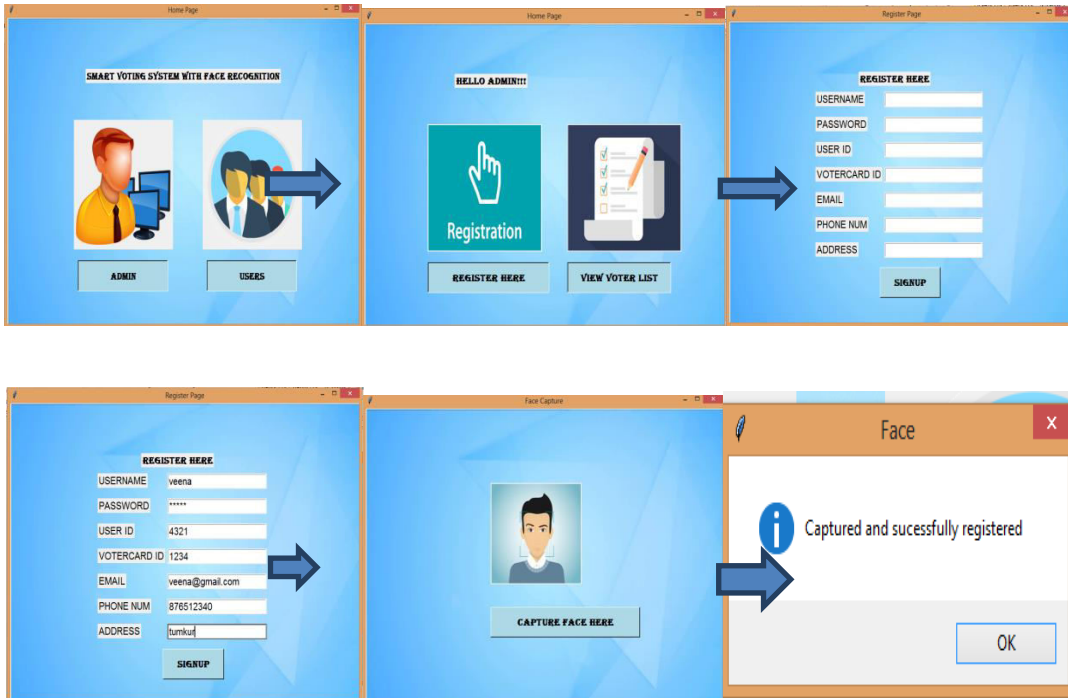 Home Page
SMART VOTING SYSTEM WITH FACE RECOGNITION
ADMIN
USERS
Home Page
HELLO ADMIN!!!
Registration
REGISTER HERE
VIEW VOTER LIST
Register Page
REGISTER HERE
USERNAME
PASSWORD
USER ID
VOTERCARD ID
EMAIL
PHONE NUM
ADDRESS
SIGNUP
Register Page
REGISTER HERE
USERNAME veena
PASSWORD *****
USER ID 4321
VOTERCARD ID 1234
EMAIL veena@gmail.com
PHONE NUM 876512340
ADDRESS tumkur
SIGNUP
Face Capture
CAPTURE FACE HERE
Face
Captured and sucessfully registered
OK